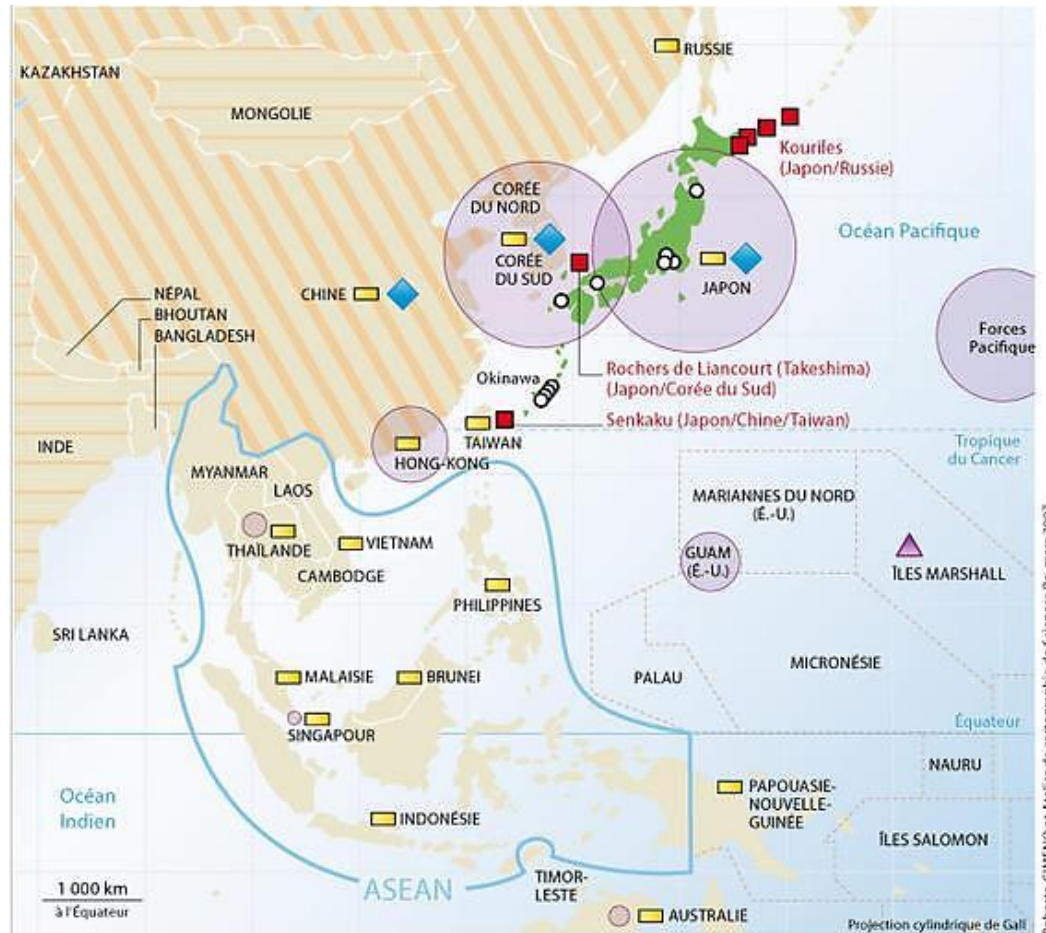 RUSSIE
KAZAKHSTAN
MONGOLIE
Kouriles
(Japon/Russie)
CORÉE
DU NORD
CORÉE
DU SUD
Océan Pacifique
JAPON
CHINE
NÉPAL
BHOUTAN
BANGLADESH
Forces
Pacifique
Rochers de Liancourt (Takeshima)
(Japon/Corée du Sud)
Okinawa
Senkaku (Japon/Chine/Taiwan)
TAIWAN
INDE
HONG-KONG
Tropique
du Cancer
MYANMAR
LAOS
MARIANNES DU NORD
(É.-U.)
THAÏLANDE
VIETNAM
GUAM
(É.-U.)
ÎLES MARSHALL
CAMBODGE
PHILIPPINES
SRI LANKA
MICRONÉSIE
PALAU
MALAISIE
BRUNEI
SINGAPOUR
Équateur
NAURU
Océan
Indien
PAPOUASIE-
NOUVELLE-
GUINÉE
INDONÉSIE
ÎLES SALOMON
TIMOR-
LESTE
ASEAN
1 000 km
à l'Équateur
AUSTRALIE
Projection cylindrique de Gall